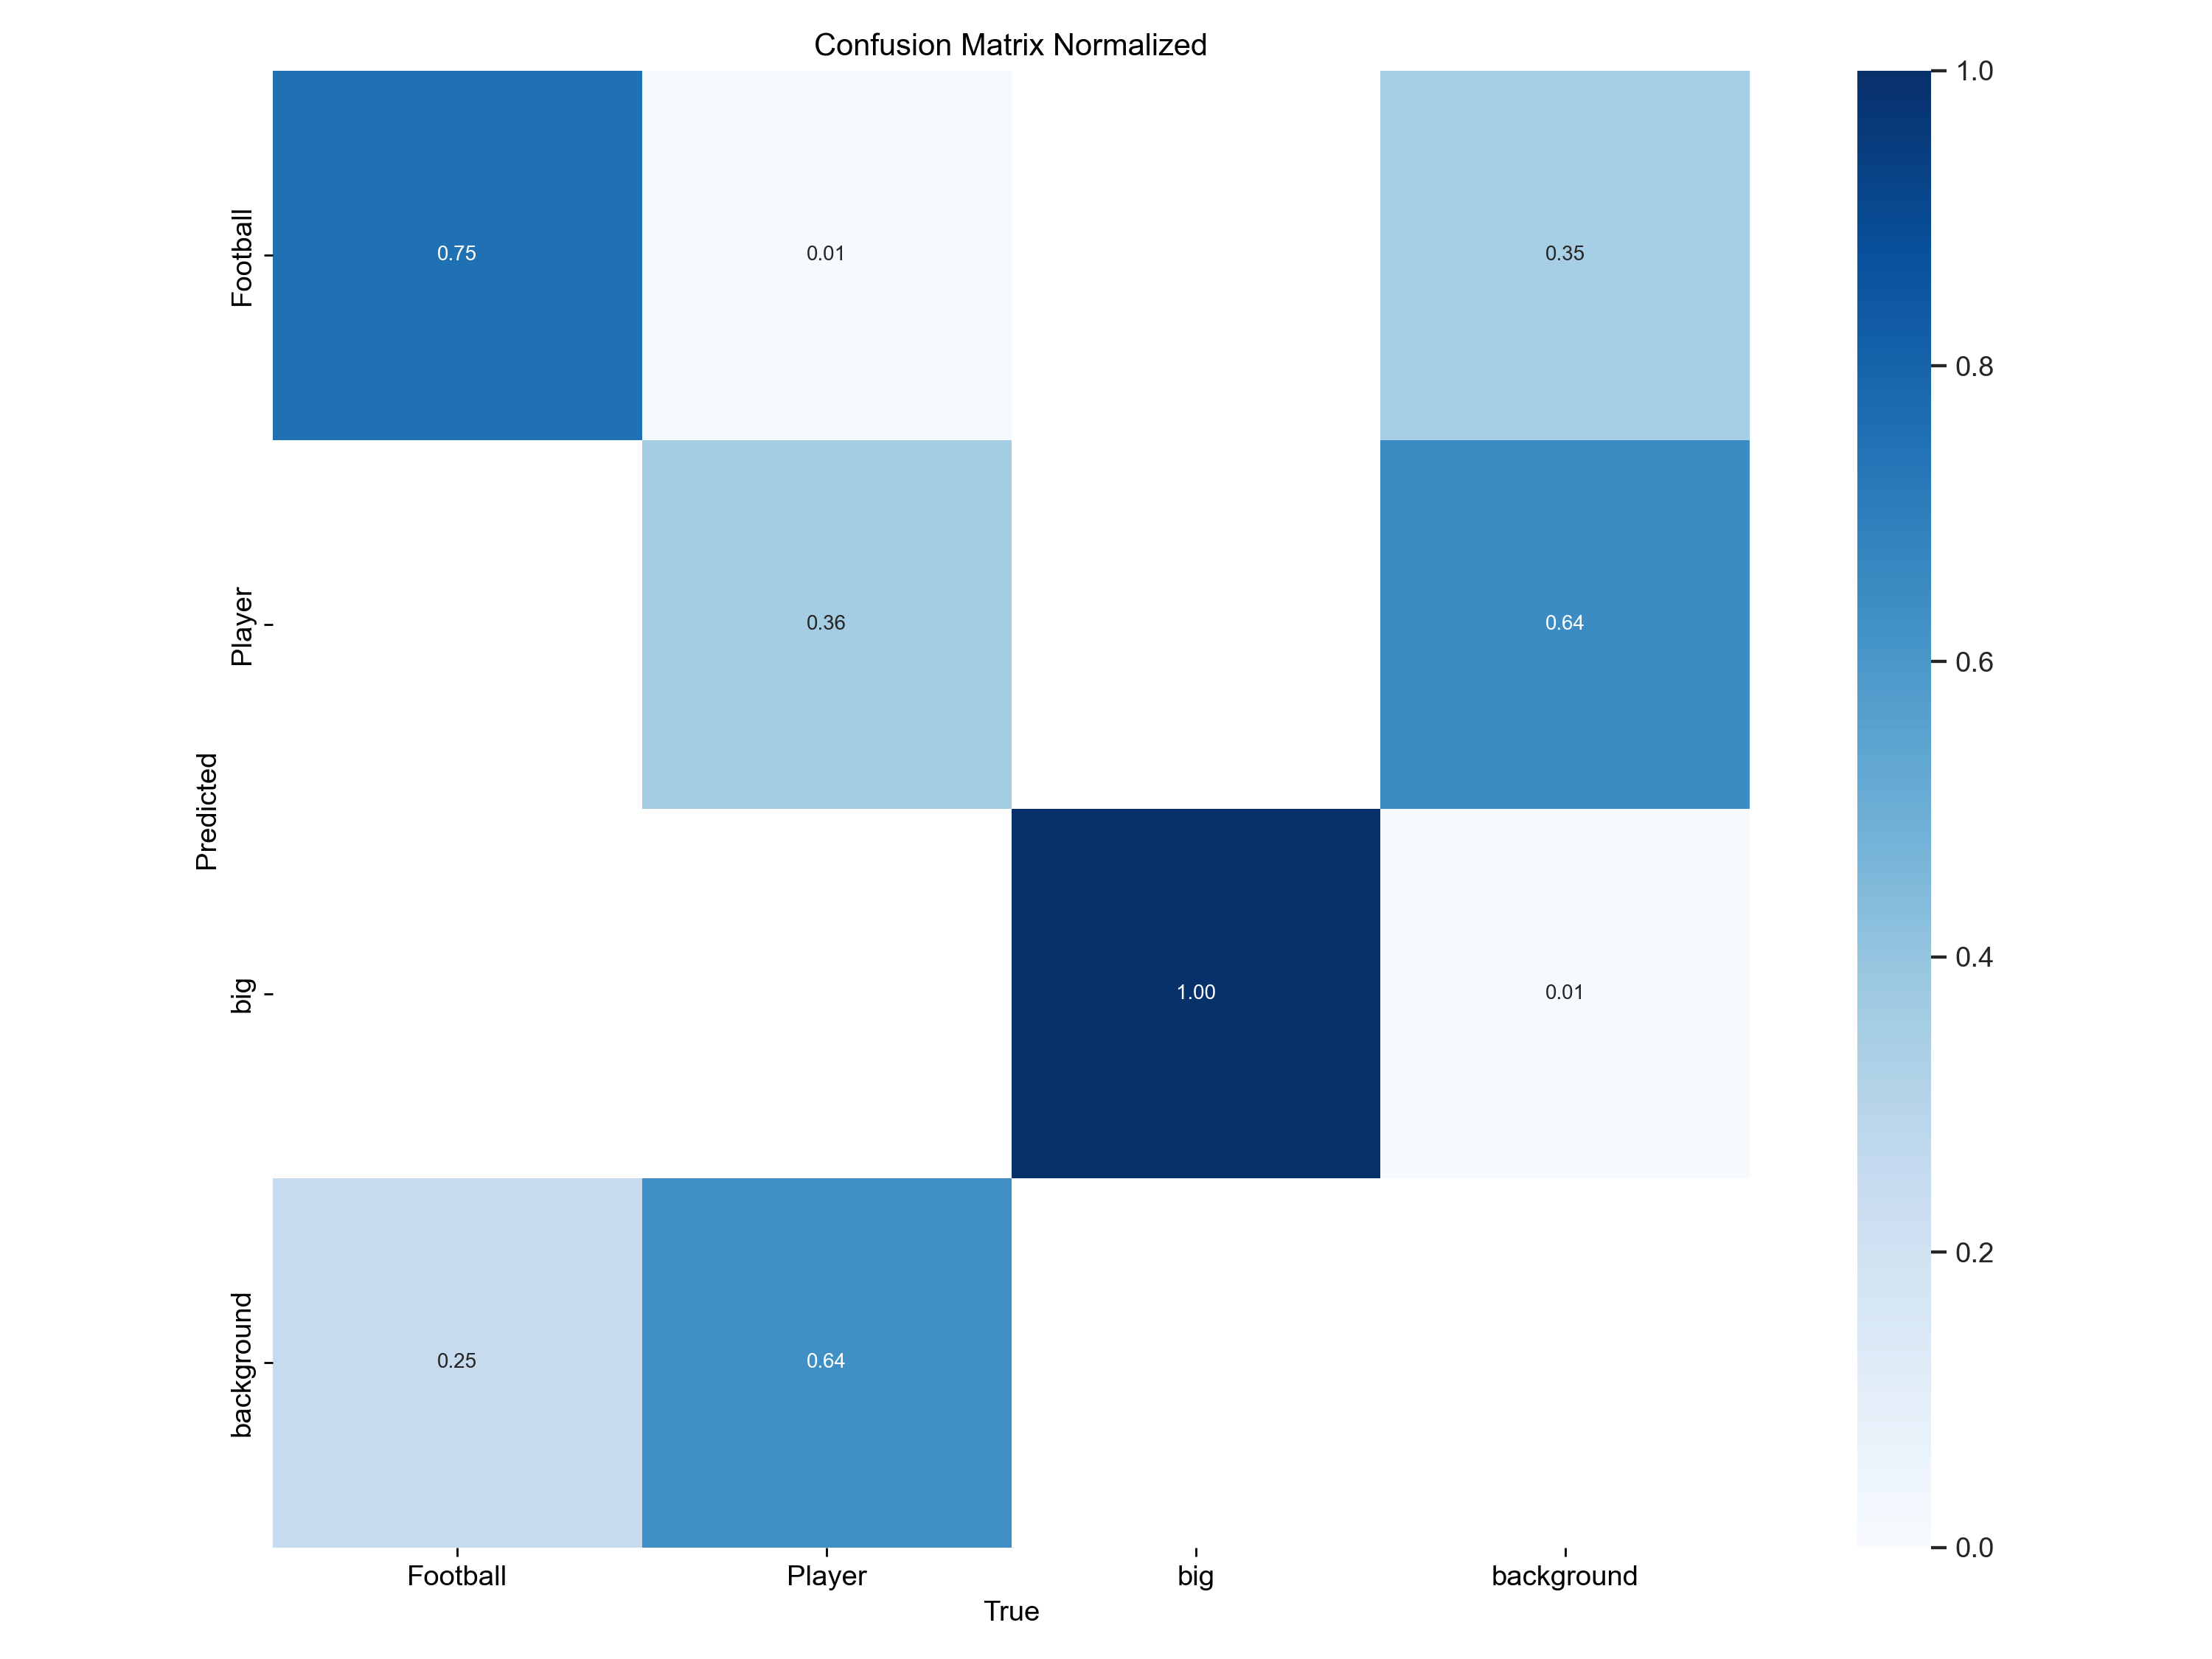 Confusion Matrix Normalized
Football
0.75
0.01
0.35
Player
0.36
0.64
big
1.00
0.01
background
0.25
0.64
Predicted
Football
Player
big
background
True
1.0
0.8
0.6
0.4
0.2
0.0